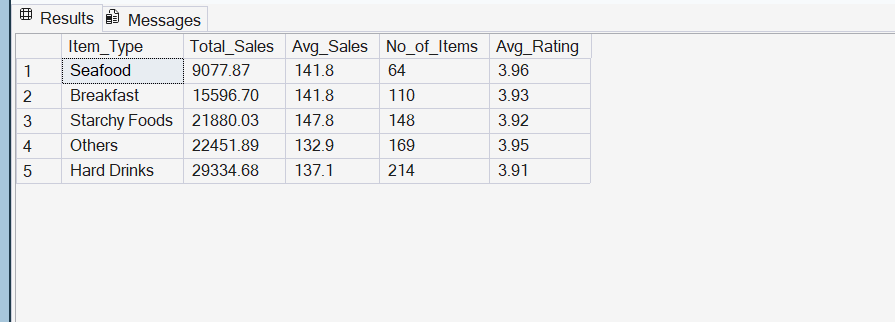 Results Messages
Item_Type Total_Sales Avg_Sales No_of_Items Avg_Rating
1 Seafood 9077.87 141.8 64 3.96
2 Breakfast 15596.70 141.8 110 3.93
3 Starchy Foods 21880.03 147.8 148 3.92
4 Others 22451.89 132.9 169 3.95
5 Hard Drinks 29334.68 137.1 214 3.91